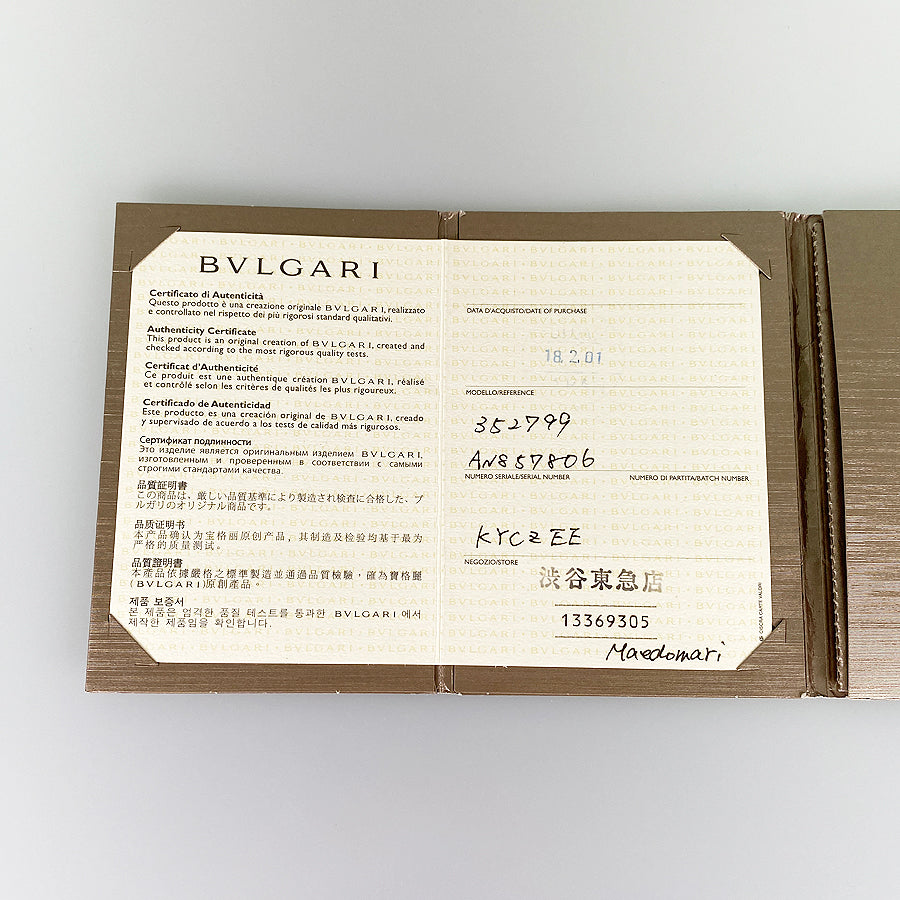 BVLGARI
Certificato di Autenticità
Questo prodotto è una creazione originale BVLGARI, realizzato
e controllato nel rispetto dei più rigorosi standard qualitativi.
Authenticity Certificate
This product is an original creation of BVLGARI, created and
checked according to the most rigorous quality tests.
Certificat d'Authenticité
Ce produit est une authentique création BVLGARI, réalisé
et contrôlé selon les critères de qualités les plus rigoureux.
Certificado de Autenticidad
Este producto es una creación original de BVLGARI, creado
y supervisado de acuerdo a los tests de calidad más rigurosos.
Сертификат подлинности
Это изделие является оригинальным изделием BVLGARI,
изготовленным и проверенным в соответствии с самыми
строгими стандартами качества.
品質証明書
この商品は、厳しい品質基準により製造され検査に合格した、ブ
ルガリのオリジナル商品です。
品质证明书
本产品确认为宝格丽原创产品，其制造及检验均基于最为
严格的质量测试。
品質證明書
本產品依據嚴格之標準製造並通過品質檢驗，確為寶格麗
(BVLGARI)原創產品。
제품 보증서
본 제품은 엄격한 품질 테스트를 통과한 BVLGARI 에서
제작한 제품임을 확인합니다.
DATA D'ACQUISTO/DATE OF PURCHASE
18.2.01
MODELLO/REFERENCE
352799
AN857806
NUMERO SERIALE/SERIAL NUMBER NUMERO DI PARTITA/BATCH NUMBER
KYCZEE
NEGOZIO/STORE
渋谷東急店
13369305
Maedomari